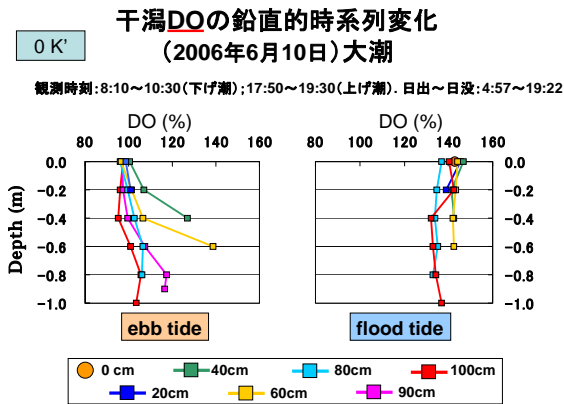 干潟DOの鉛直的時系列変化
0 K’
（2006年6月10日）大潮
観測時刻：8:10～10:30（下げ潮）；17:50～19:30（上げ潮）．日出～日没：4:57～19:22
DO (%)
DO (%)
80 100 120 140 160
80 100 120 140 160
0.0
−0.2
−0.4
−0.6
−0.8
−1.0
Depth (m)
0.0
−0.2
−0.4
−0.6
−0.8
−1.0
ebb tide
flood tide
0 cm 40cm 80cm 100cm
20cm 60cm 90cm